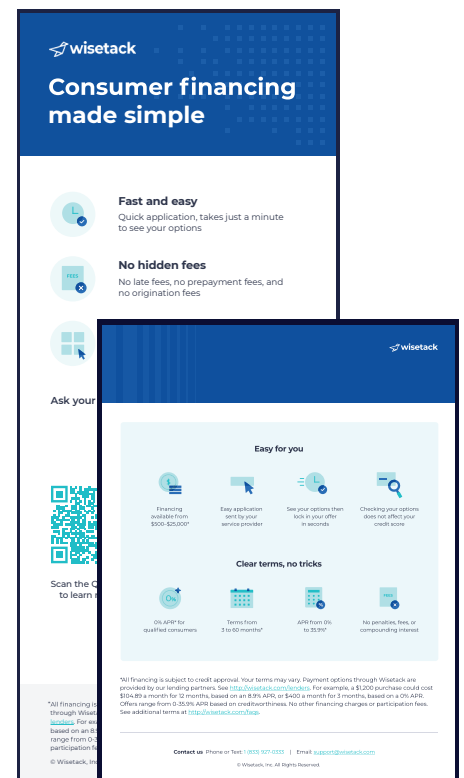 wisetack
Consumer financing
made simple
Fast and easy
Quick application, takes just a minute
to see your options
FEES
No hidden fees
No late fees, no prepayment fees, and
no origination fees
Ask your
Scan the Q
to learn
*All financing is
through Wiseta
lenders. For exa
based on an 8.9
range from 0-3
participation fe
© Wisetack, Inc
wisetack
Easy for you
Financing
available from
$500-$25,000*
Easy application
sent by your
service provider
See your options then
lock in your offer
in seconds
Checking your options
does not affect your
credit score
Clear terms, no tricks
0%
0% APR* for
qualified consumers
Terms from
3 to 60 months*
%
APR from 0%
to 35.9%*
FEES
No penalties, fees, or
compounding interest
*All financing is subject to credit approval. Your terms may vary. Payment options through Wisetack are
provided by our lending partners. See http://wisetack.com/lenders. For example, a $1,200 purchase could cost
$104.89 a month for 12 months, based on an 8.9% APR, or $400 a month for 3 months, based on a 0% APR.
Offers range from 0-35.9% APR based on creditworthiness. No other financing charges or participation fees.
See additional terms at http://wisetack.com/faqs.
Contact us Phone or Text: 1 (833) 927-0333 | Email: support@wisetack.com
© Wisetack, Inc. All Rights Reserved.